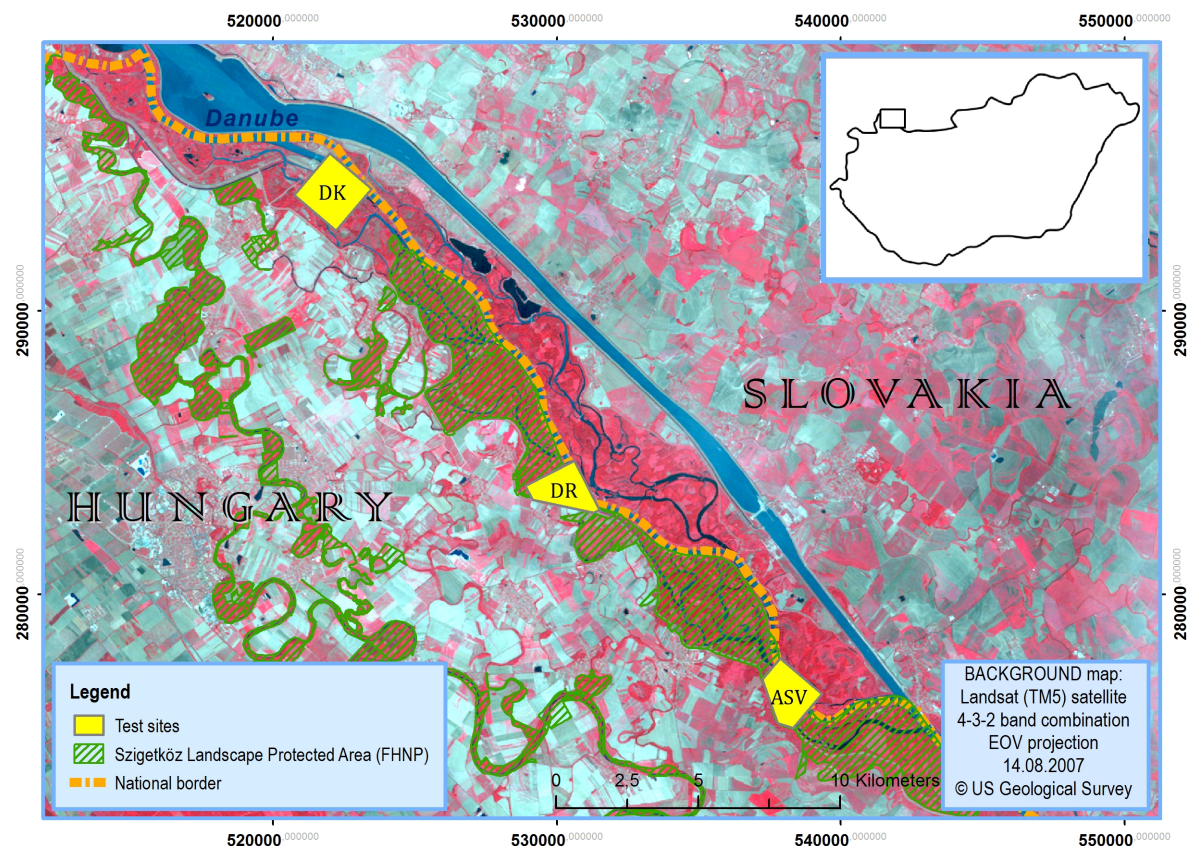 520000.000000 530000.000000 540000.000000 550000.000000
290000.000000
280000.000000
290000.000000
280000.000000
Danube
DK
SLOVAKIA
DR
HUNGARY
ASV
Legend
Test sites
Szigetköz Landscape Protected Area (FHNP)
National border
0 2,5 5 10 Kilometers
BACKGROUND map:
Landsat (TM5) satellite
4-3-2 band combination
EOV projection
14.08.2007
© US Geological Survey
520000.000000 530000.000000 540000.000000 550000.000000